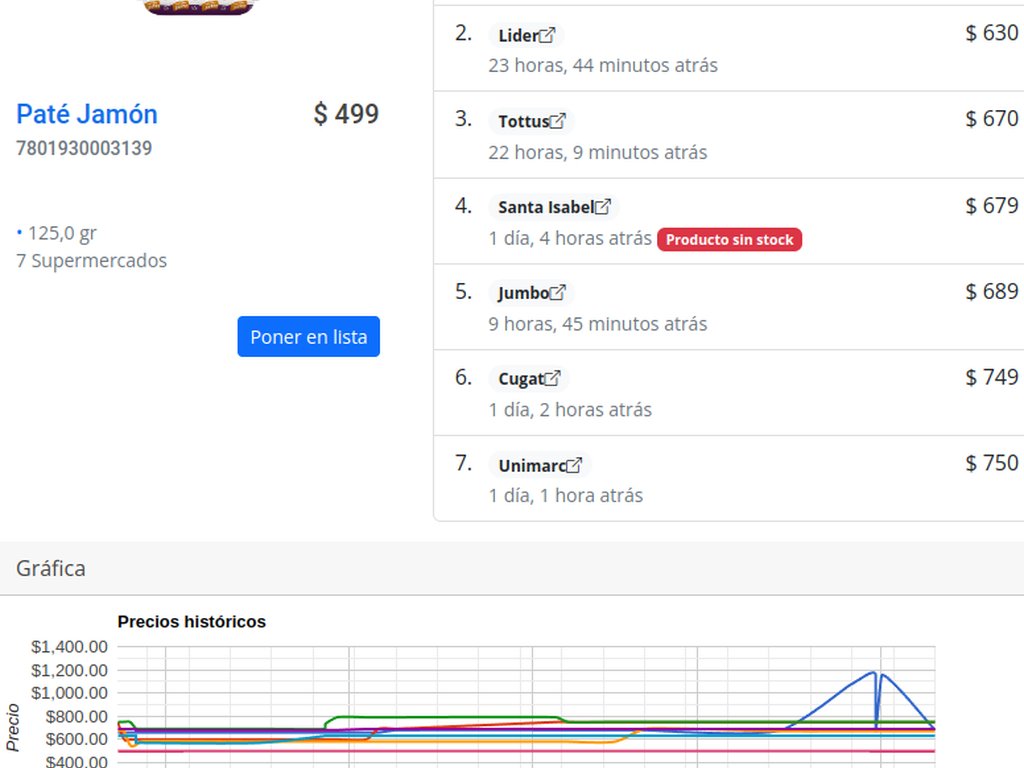 Paté Jamón $ 499
7801930003139
• 125,0 gr
7 Supermercados
Poner en lista
2. Lider $ 630
23 horas, 44 minutos atrás
3. Tottus $ 670
22 horas, 9 minutos atrás
4. Santa Isabel $ 679
1 día, 4 horas atrás Producto sin stock
5. Jumbo $ 689
9 horas, 45 minutos atrás
6. Cugat $ 749
1 día, 2 horas atrás
7. Unimarc $ 750
1 día, 1 hora atrás
Gráfica
Precios históricos
$1,400.00
$1,200.00
$1,000.00
$800.00
$600.00
$400.00
Precio